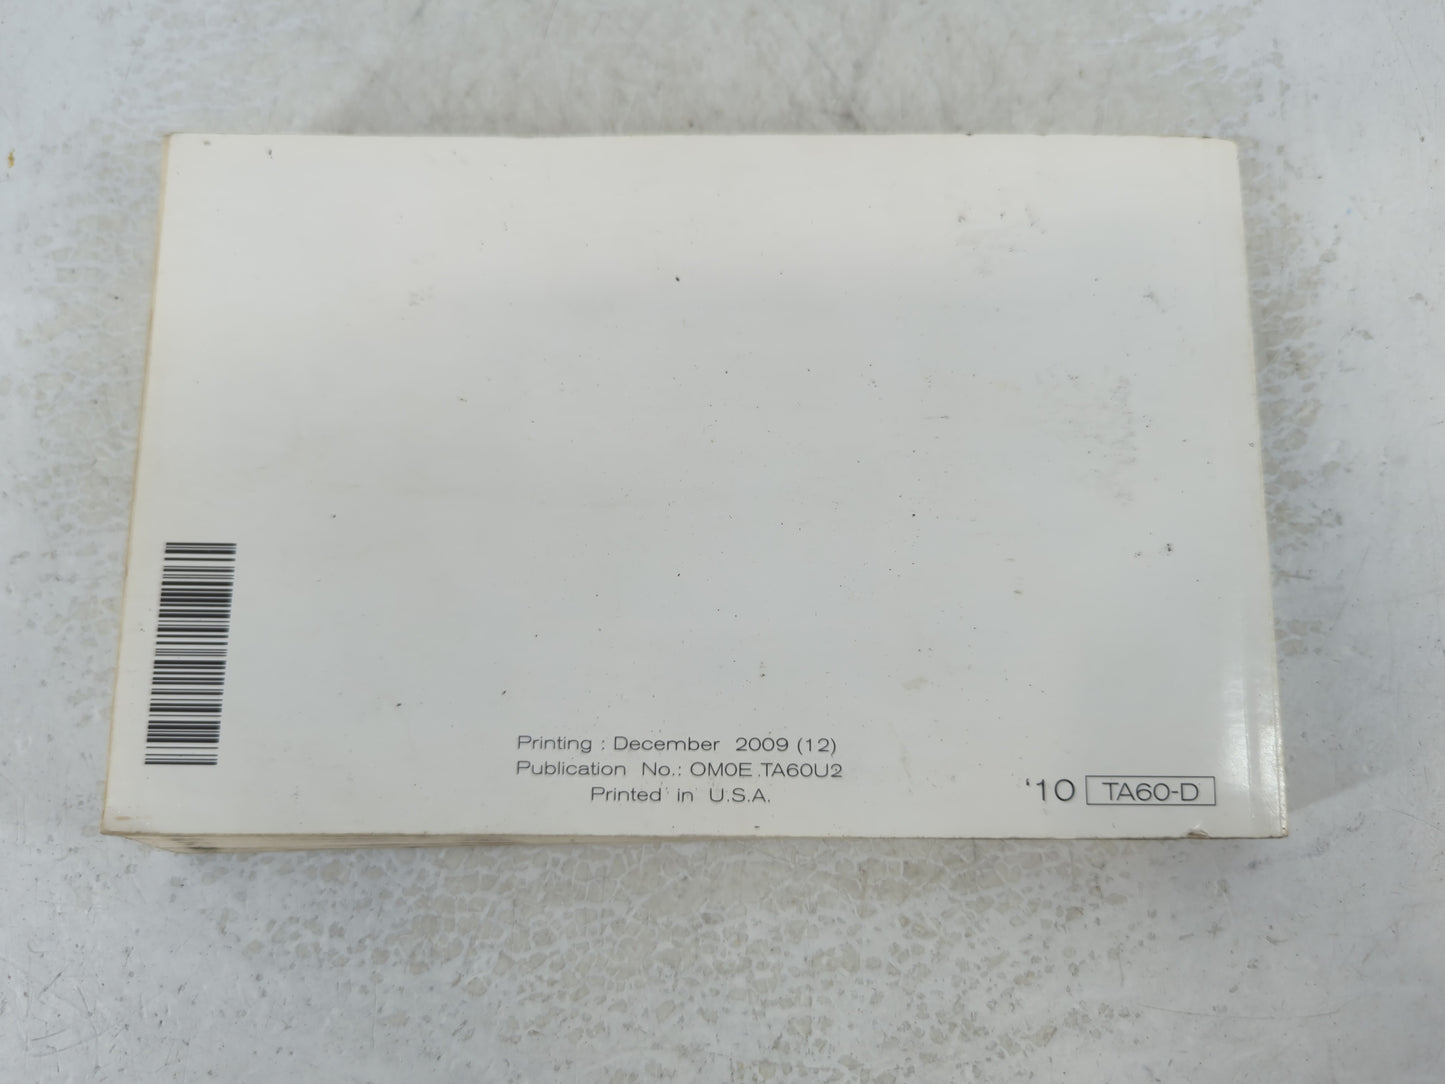 Printing : December 2009 (12)
Publication No.: OM0E TA60U2
Printed in U.S.A.
'10 TA60-D